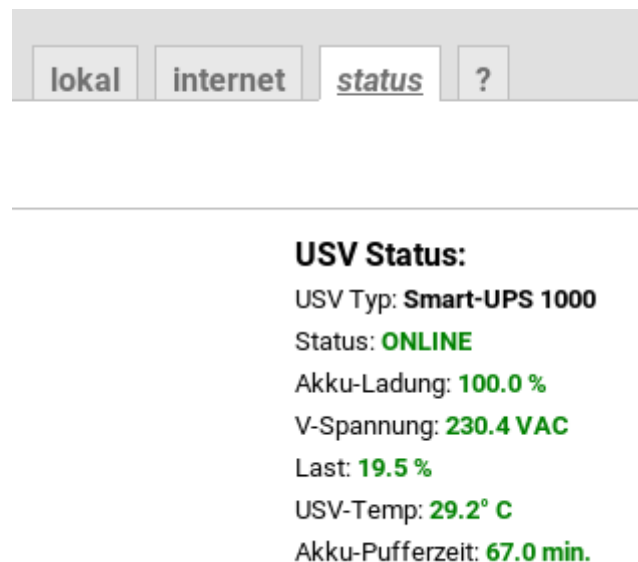 lokal internet status ?
USV Status:
USV Typ: Smart-UPS 1000
Status: ONLINE
Akku-Ladung: 100.0 %
V-Spannung: 230.4 VAC
Last: 19.5 %
USV-Temp: 29.2° C
Akku-Pufferzeit: 67.0 min.